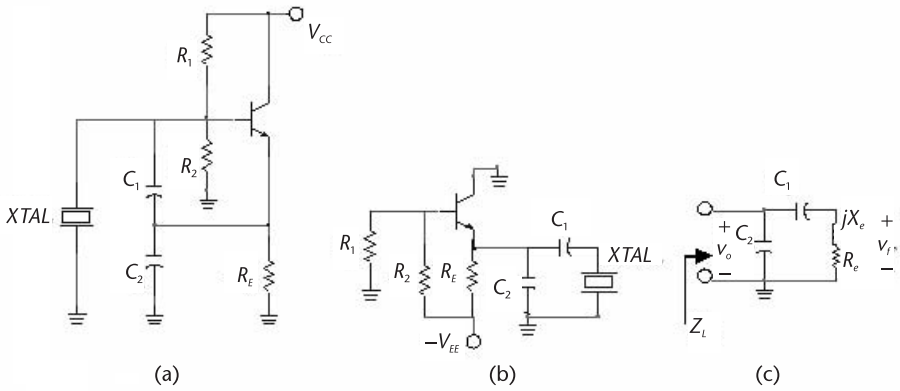 V_CC
R_1
R_2
C_1
XTAL
C_2
R_E
(a)
C_1
XTAL
R_1
R_2
R_E
C_2
−V_EE
(b)
C_1
+
C_2
v_o
−
jX_e
R_e
+
v_f
−
Z_L
(c)